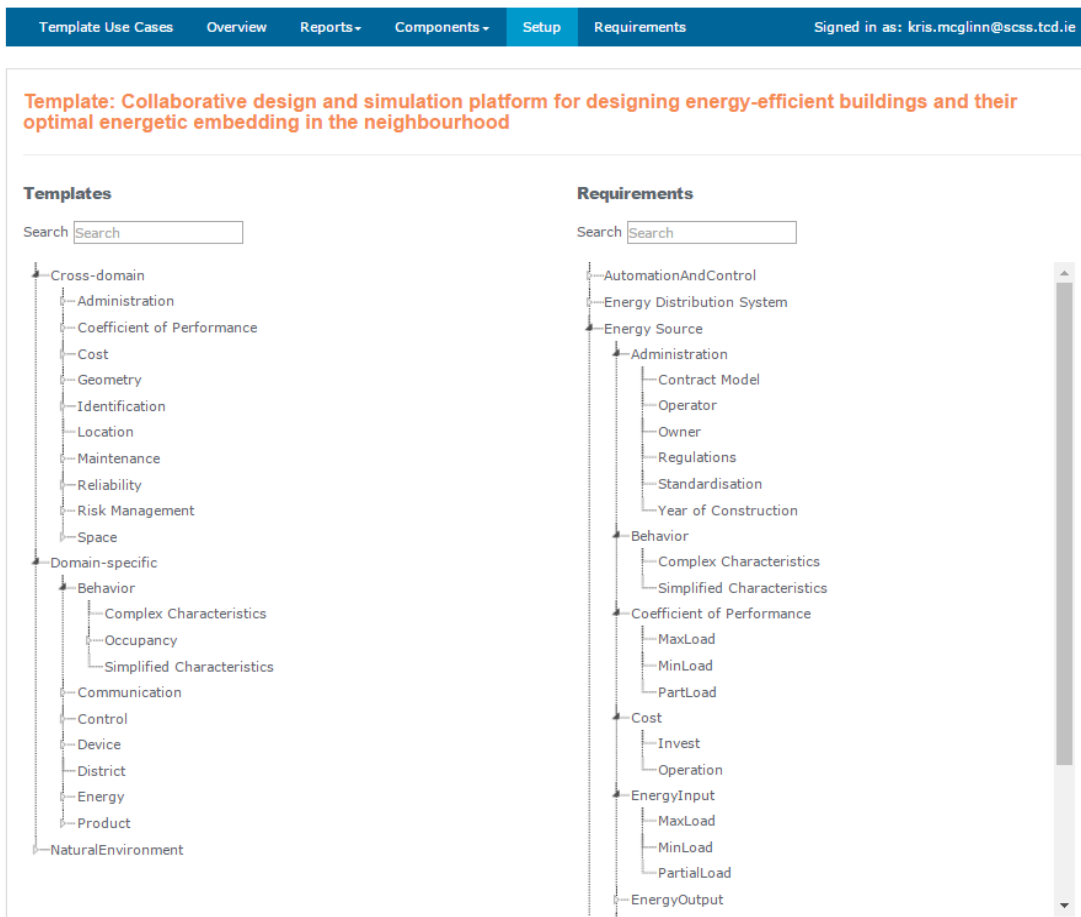 Template Use Cases Overview Reports Components Setup Requirements Signed in as: kris.mcglinn@scss.tcd.ie
Template: Collaborative design and simulation platform for designing energy-efficient buildings and their
optimal energetic embedding in the neighbourhood
Templates
Search Search
Cross-domain
Administration
Coefficient of Performance
Cost
Geometry
Identification
Location
Maintenance
Reliability
Risk Management
Space
Domain-specific
Behavior
Complex Characteristics
Occupancy
Simplified Characteristics
Communication
Control
Device
District
Energy
Product
NaturalEnvironment
Requirements
Search Search
AutomationAndControl
Energy Distribution System
Energy Source
Administration
Contract Model
Operator
Owner
Regulations
Standardisation
Year of Construction
Behavior
Complex Characteristics
Simplified Characteristics
Coefficient of Performance
MaxLoad
MinLoad
PartLoad
Cost
Invest
Operation
EnergyInput
MaxLoad
MinLoad
PartialLoad
EnergyOutput